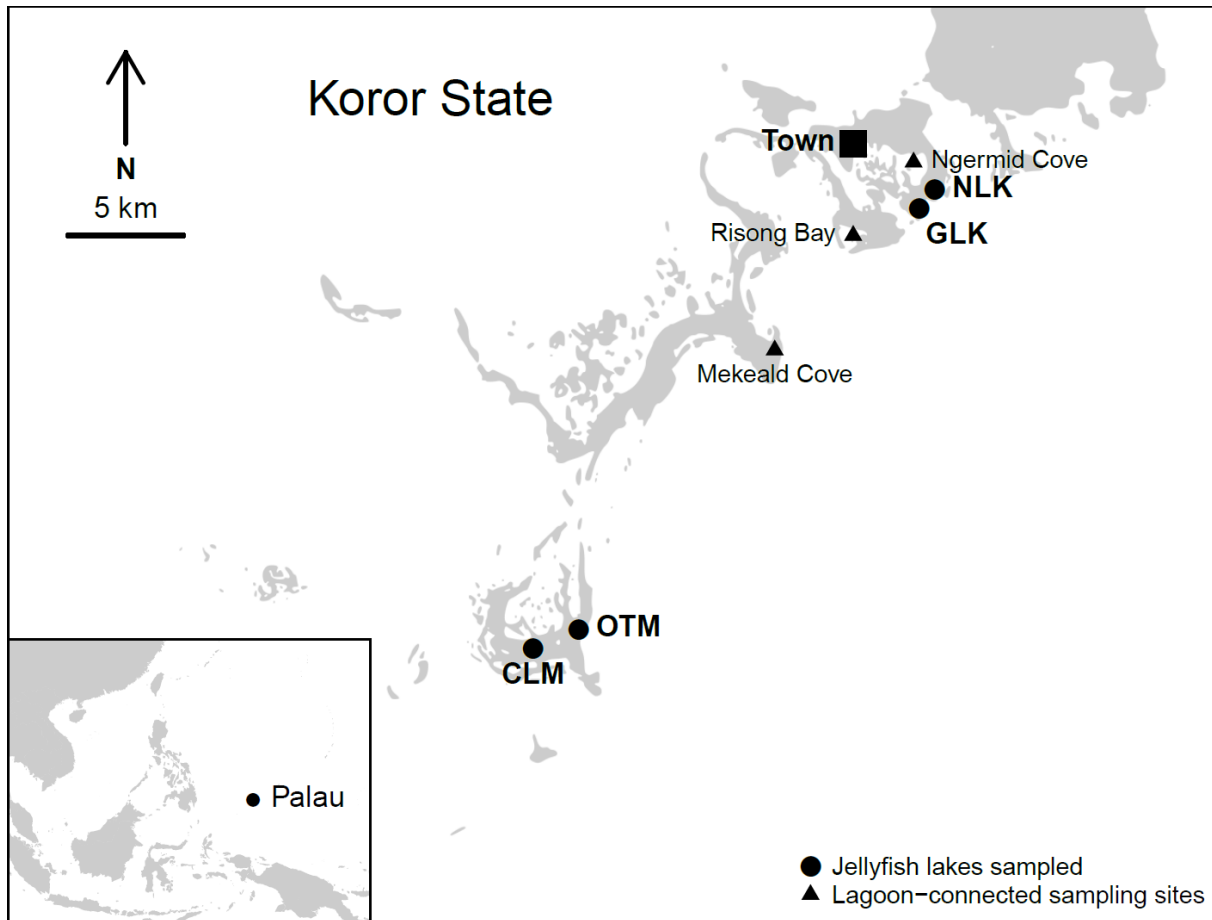 Koror State
N
5 km
Town
Ngermid Cove
NLK
GLK
Risong Bay
Mekeald Cove
OTM
CLM
Palau
Jellyfish lakes sampled
Lagoon−connected sampling sites